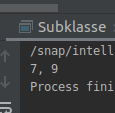 Subklasse
/snap/intell
7, 9
Process fini